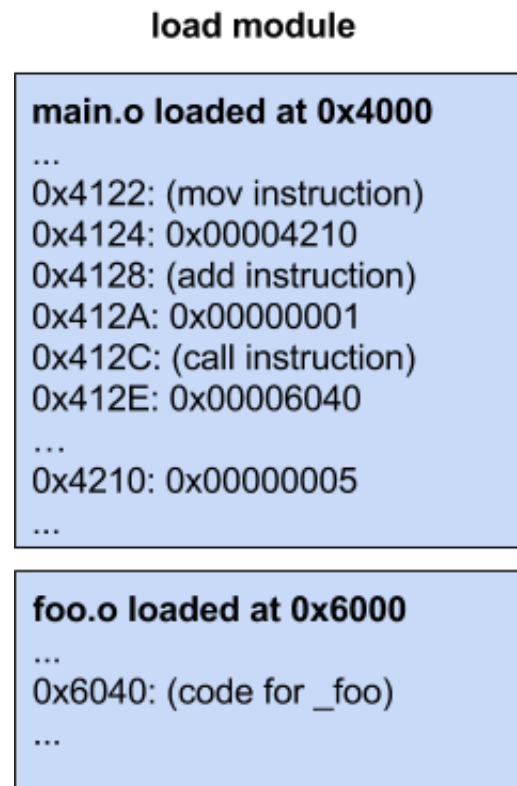 load module
main.o loaded at 0x4000
...
0x4122: (mov instruction)
0x4124: 0x00004210
0x4128: (add instruction)
0x412A: 0x00000001
0x412C: (call instruction)
0x412E: 0x00006040
...
0x4210: 0x00000005
...
foo.o loaded at 0x6000
...
0x6040: (code for _foo)
...